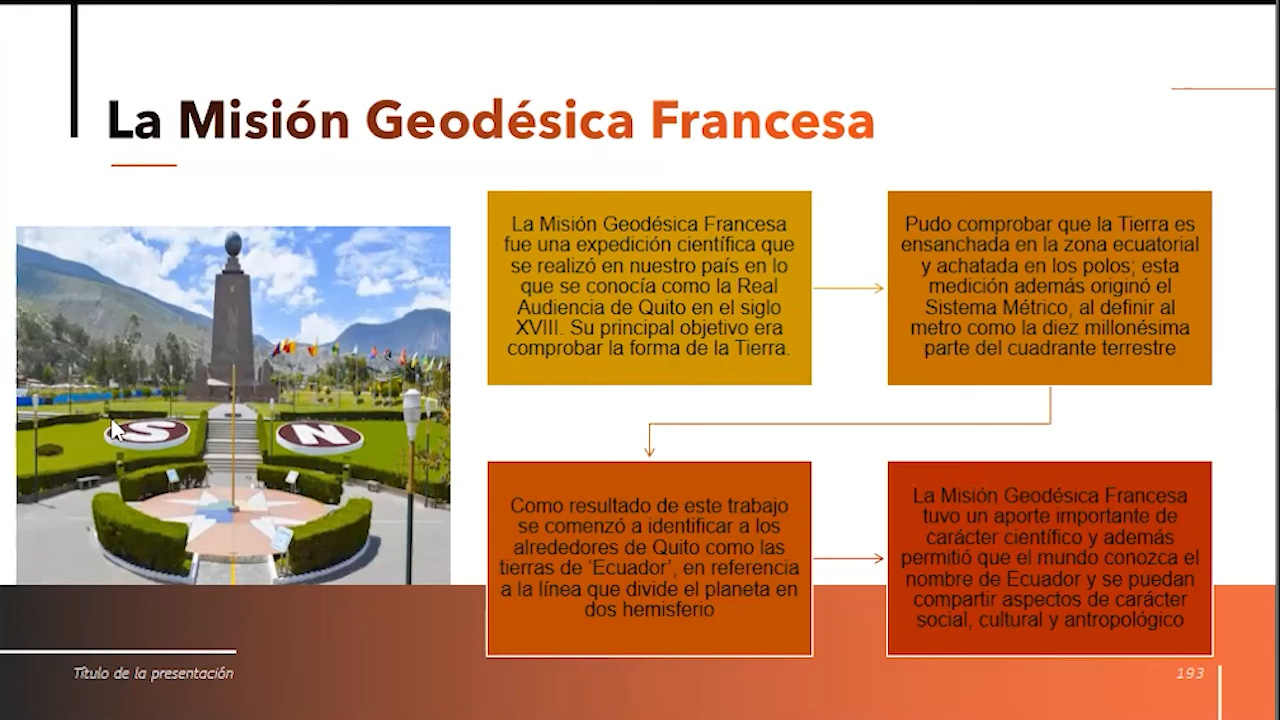 La Misión Geodésica Francesa
La Misión Geodésica Francesa
fue una expedición científica que
se realizó en nuestro país en lo
que se conocía como la Real
Audiencia de Quito en el siglo
XVIII. Su principal objetivo era
comprobar la forma de la Tierra.
Pudo comprobar que la Tierra es
ensanchada en la zona ecuatorial
y achatada en los polos; esta
medición además originó el
Sistema Métrico, al definir al
metro como la diez millonésima
parte del cuadrante terrestre
S
N
Como resultado de este trabajo
se comenzó a identificar a los
alrededores de Quito como las
tierras de ‘Ecuador’, en referencia
a la línea que divide el planeta en
dos hemisferio
La Misión Geodésica Francesa
tuvo un aporte importante de
carácter científico y además
permitió que el mundo conozca el
nombre de Ecuador y se puedan
compartir aspectos de carácter
social, cultural y antropológico
Título de la presentación
193